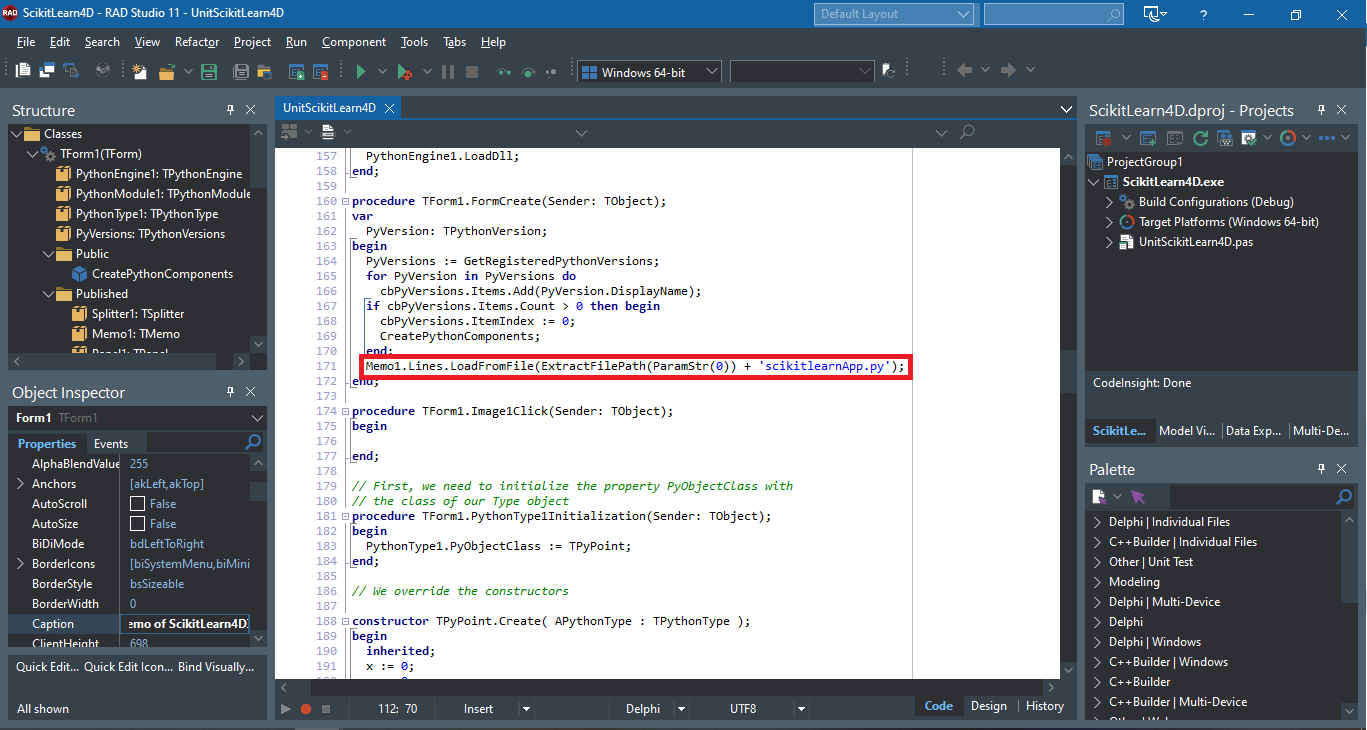 ScikitLearn4D - RAD Studio 11 - UnitScikitLearn4D
Default Layout
File Edit Search View Refactor Project Run Component Tools Tabs Help
Windows 64-bit
Structure
Classes
TForm1(TForm)
PythonEngine1: TPythonEngine
PythonModule1: TPythonModule
PythonType1: TPythonType
PyVersions: TPythonVersions
Public
CreatePythonComponents
Published
Splitter1: TSplitter
Memo1: TMemo
Panel1: TPanel
Object Inspector
Form1 TForm1
Properties Events
AlphaBlendValue 255
Anchors [akLeft,akTop]
AutoScroll False
AutoSize False
BiDiMode bdLeftToRight
BorderIcons [biSystemMenu,biMini
BorderStyle bsSizeable
BorderWidth 0
Caption emo of ScikitLearn4D
ClientHeight 698
Quick Edit... Quick Edit Icon... Bind Visually...
All shown
UnitScikitLearn4D
157 PythonEngine1.LoadDll;
158 end;
159
160 procedure TForm1.FormCreate(Sender: TObject);
161 var
162 PyVersion: TPythonVersion;
163 begin
164 PyVersions := GetRegisteredPythonVersions;
165 for PyVersion in PyVersions do
166 cbPyVersions.Items.Add(PyVersion.DisplayName);
167 if cbPyVersions.Items.Count > 0 then begin
168 cbPyVersions.ItemIndex := 0;
169 CreatePythonComponents;
170 end;
171 Memo1.Lines.LoadFromFile(ExtractFilePath(ParamStr(0)) + 'scikitlearnApp.py');
172 end;
173
174 procedure TForm1.Image1Click(Sender: TObject);
175 begin
176
177 end;
178
179 // First, we need to initialize the property PyObjectClass with
180 // the class of our Type object
181 procedure TForm1.PythonType1Initialization(Sender: TObject);
182 begin
183 PythonType1.PyObjectClass := TPyPoint;
184 end;
185
186 // We override the constructors
187
188 constructor TPyPoint.Create( APythonType : TPythonType );
189 begin
190 inherited;
191 x := 0;
112: 70 Insert Delphi UTF8 Code Design History
ScikitLearn4D.dproj - Projects
ProjectGroup1
ScikitLearn4D.exe
Build Configurations (Debug)
Target Platforms (Windows 64-bit)
UnitScikitLearn4D.pas
CodeInsight: Done
ScikitLe... Model Vi... Data Exp... Multi-De...
Palette
Delphi | Individual Files
C++Builder | Individual Files
Other | Unit Test
Modeling
Delphi | Multi-Device
Delphi
Delphi | Windows
C++Builder | Windows
C++Builder
C++Builder | Multi-Device